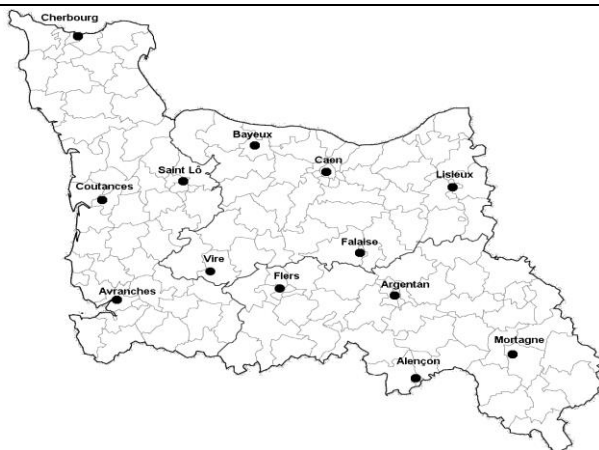 Cherbourg
Bayeux
Caen
Saint Lô
Lisieux
Coutances
Falaise
Vire
Flers
Argentan
Avranches
Mortagne
Alençon